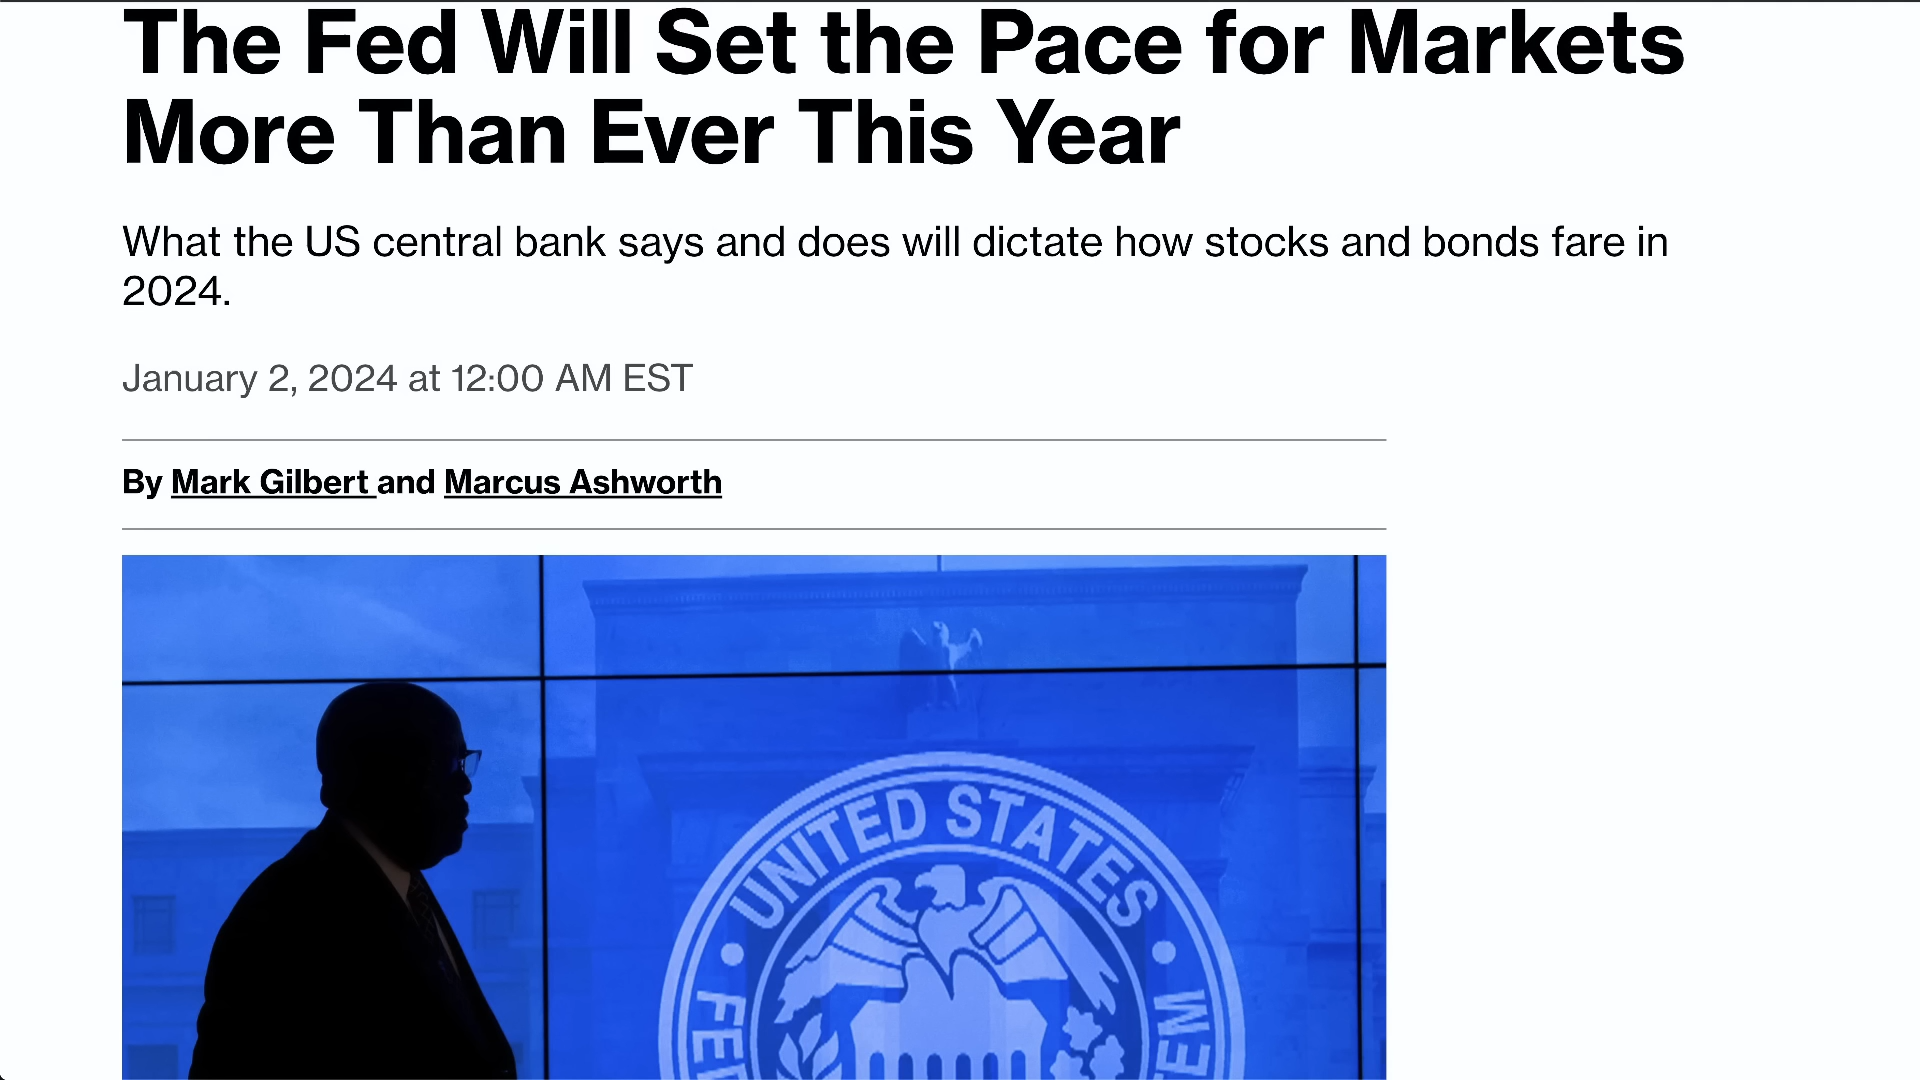 The Fed Will Set the Pace for Markets
More Than Ever This Year
What the US central bank says and does will dictate how stocks and bonds fare in
2024.
January 2, 2024 at 12:00 AM EST
By Mark Gilbert and Marcus Ashworth
UNITED STATES